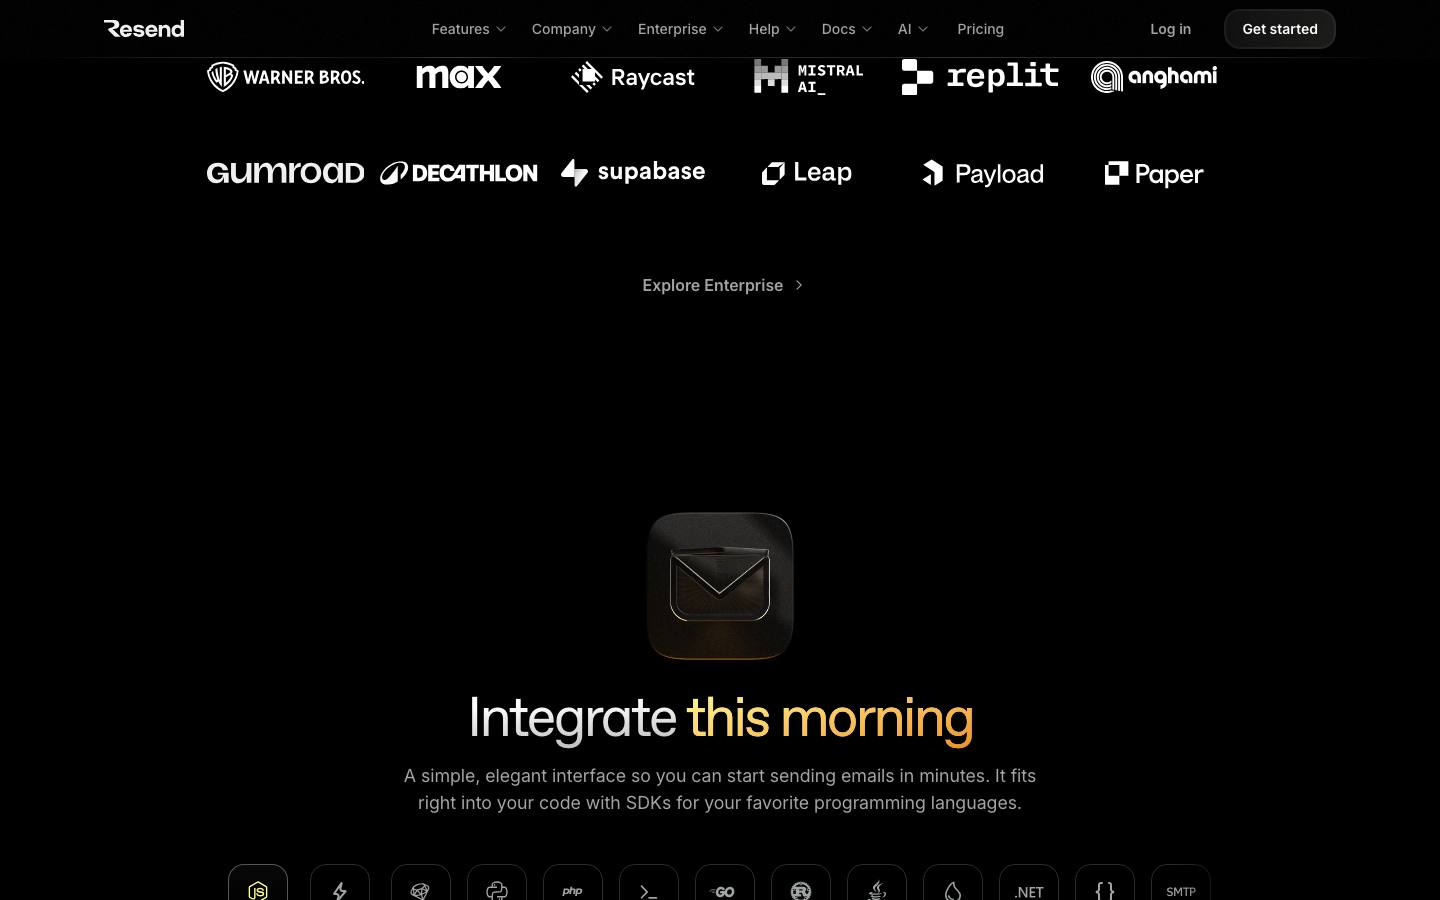 Resend
Features
Company
Enterprise
Help
Docs
AI
Pricing
Log in
Get started
WB WARNER BROS.
max
Raycast
MISTRAL
AI_
replit
anghami
GUMROAD
DECATHLON
supabase
Leap
Payload
Paper
Explore Enterprise
Integrate this morning
A simple, elegant interface so you can start sending emails in minutes. It fits
right into your code with SDKs for your favorite programming languages.
JS
php
GO
R
.NET
SMTP